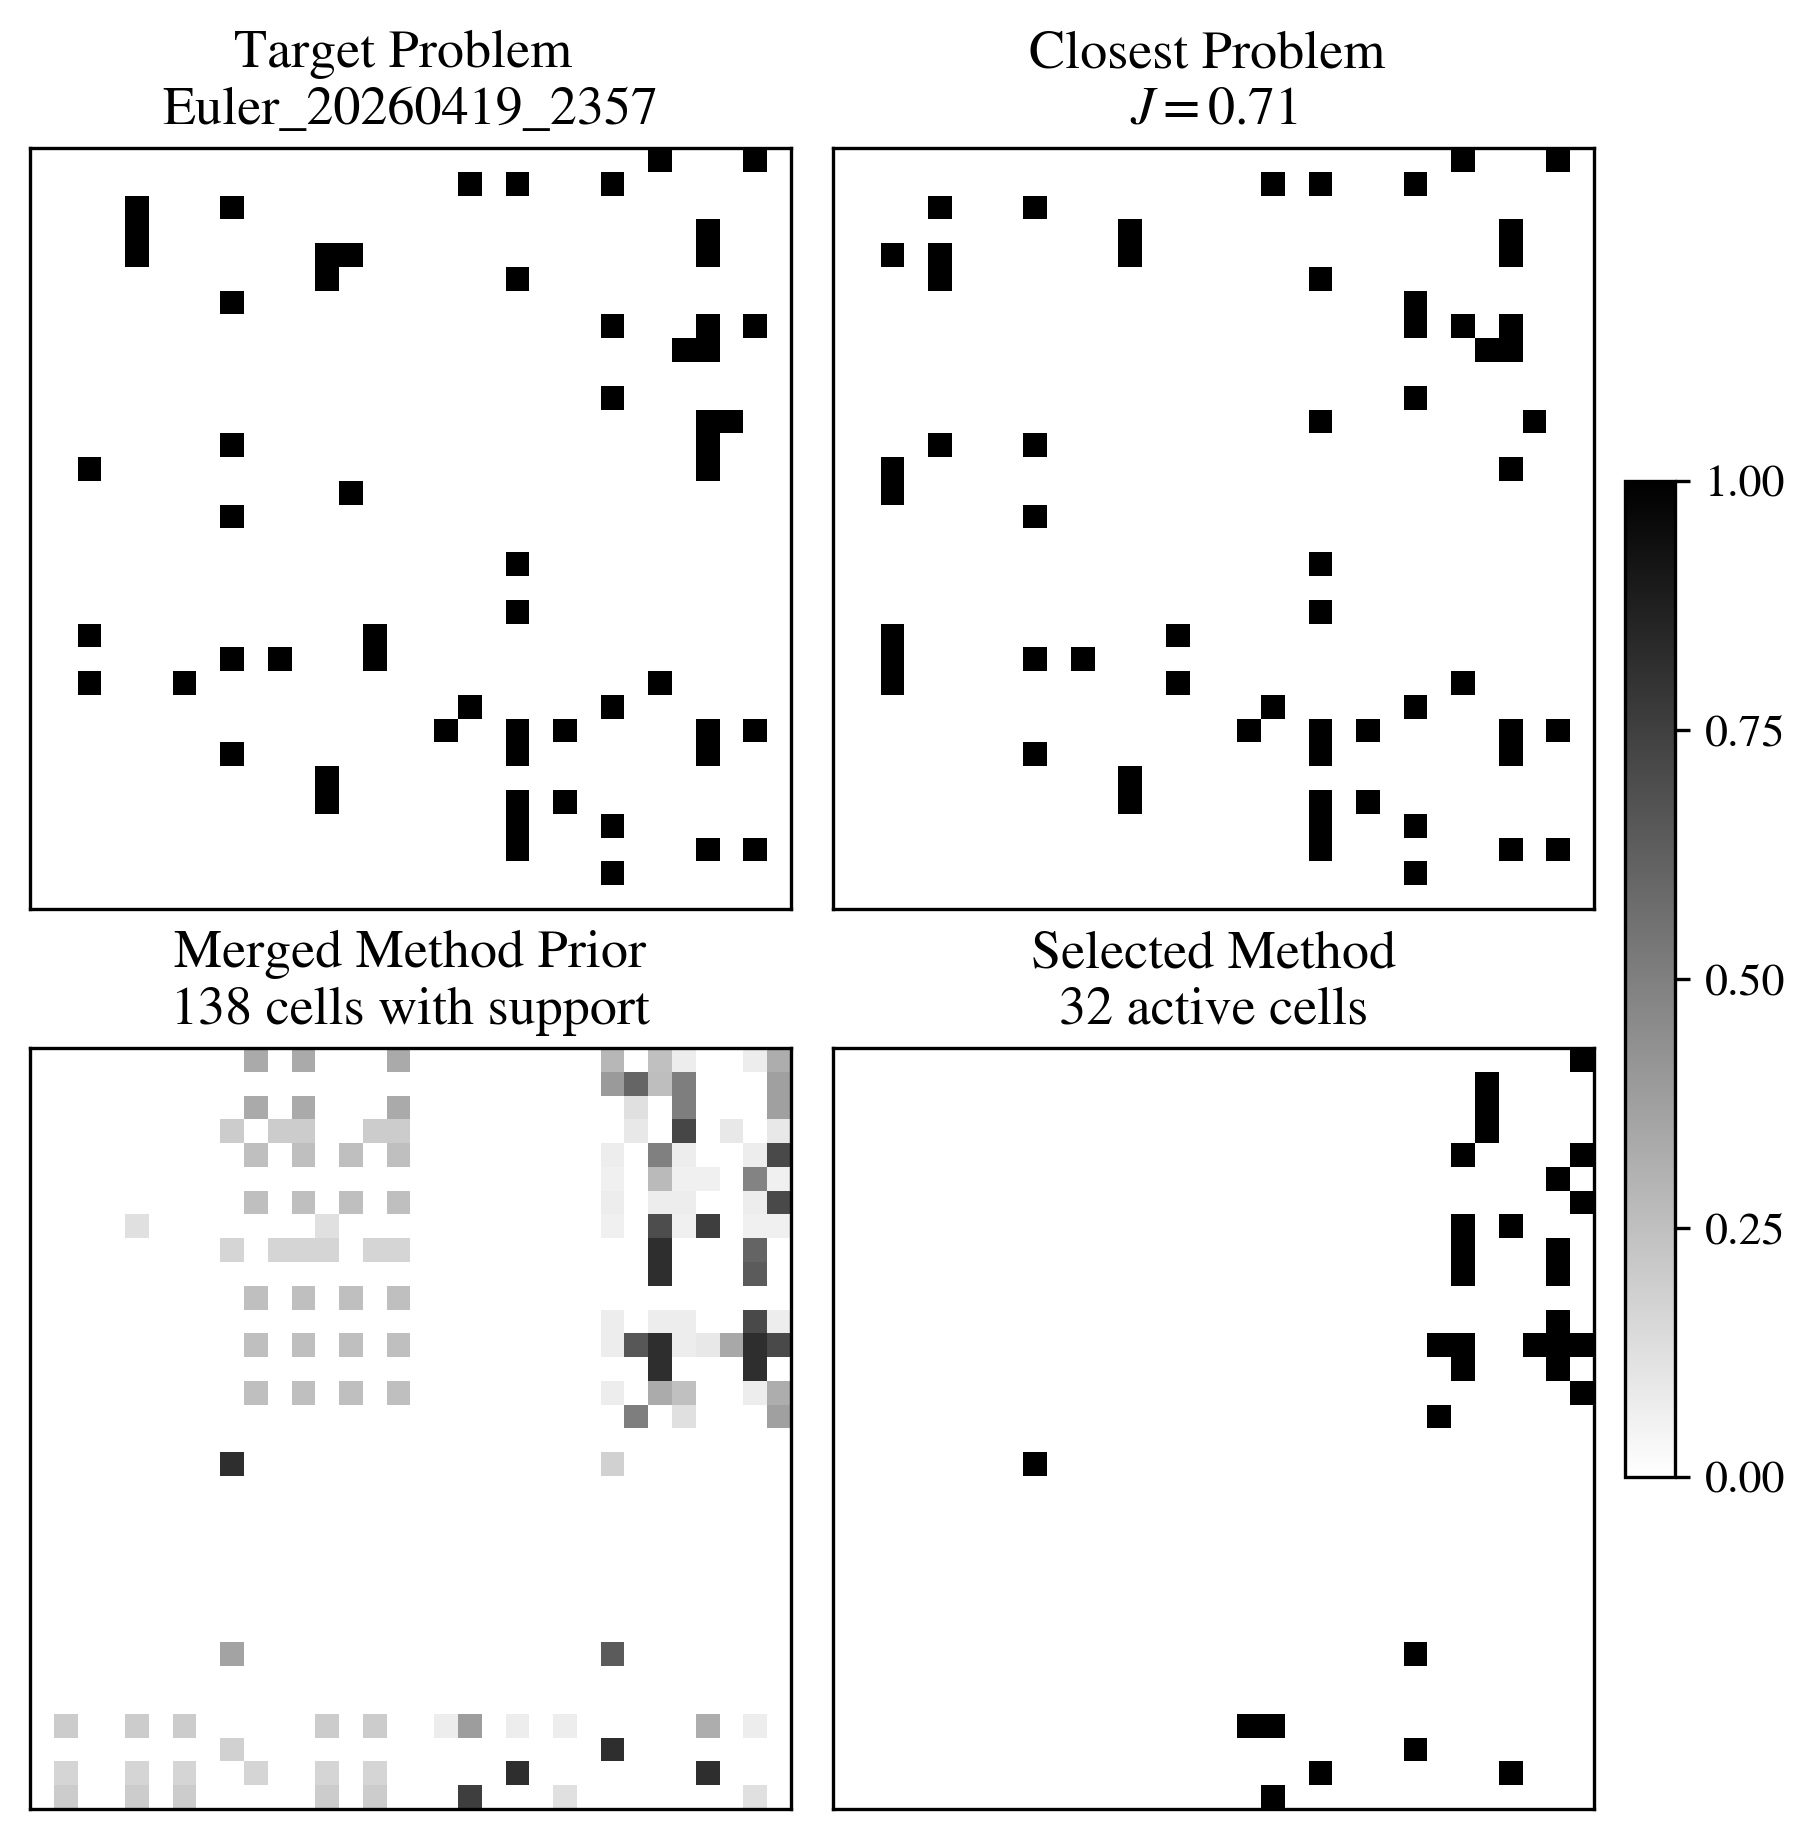 Target Problem
Euler_20260419_2357
Closest Problem
J = 0.71
Merged Method Prior
138 cells with support
Selected Method
32 active cells
1.00
0.75
0.50
0.25
0.00